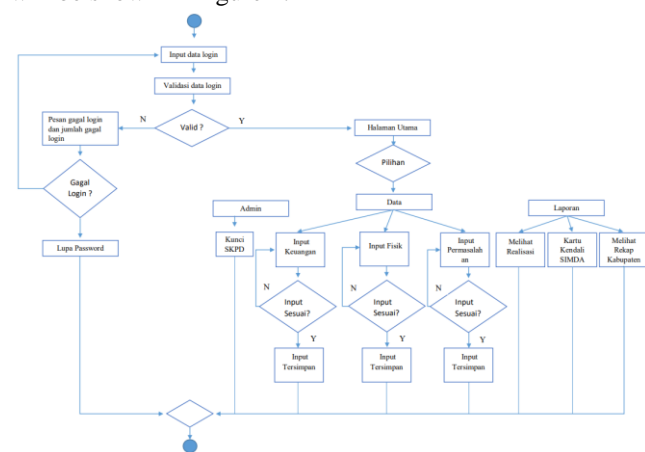 Input data login
Validasi data login
Valid ?
N
Y
Pesan gagal login
dan jumlah gagal
login
Halaman Utama
Gagal
Login ?
Pilihan
Admin
Data
Laporan
Lupa Password
Kunci
SKPD
Input
Keuangan
Input Fisik
Input
Permasalah
an
Melihat
Realisasi
Kartu
Kendali
SIMDA
Melihat
Rekap
Kabupaten
N
N
N
Input
Sesuai?
Input
Sesuai?
Input
Sesuai?
Y
Y
Y
Input
Tersimpan
Input
Tersimpan
Input
Tersimpan